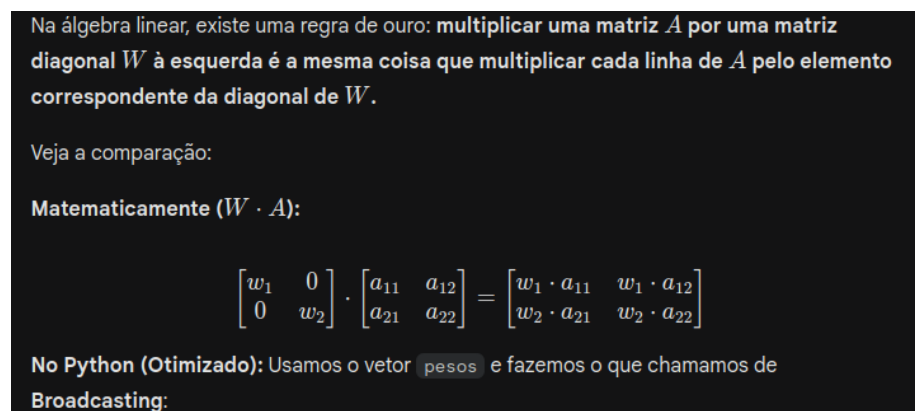 Na álgebra linear, existe uma regra de ouro: multiplicar uma matriz A por uma matriz
diagonal W à esquerda é a mesma coisa que multiplicar cada linha de A pelo elemento
correspondente da diagonal de W.
Veja a comparação:
Matematicamente (W · A):
[w₁ 0] · [a₁₁ a₁₂] = [w₁ · a₁₁ w₁ · a₁₂]
[0 w₂] [a₂₁ a₂₂] [w₂ · a₂₁ w₂ · a₂₂]
No Python (Otimizado): Usamos o vetor pesos e fazemos o que chamamos de
Broadcasting: